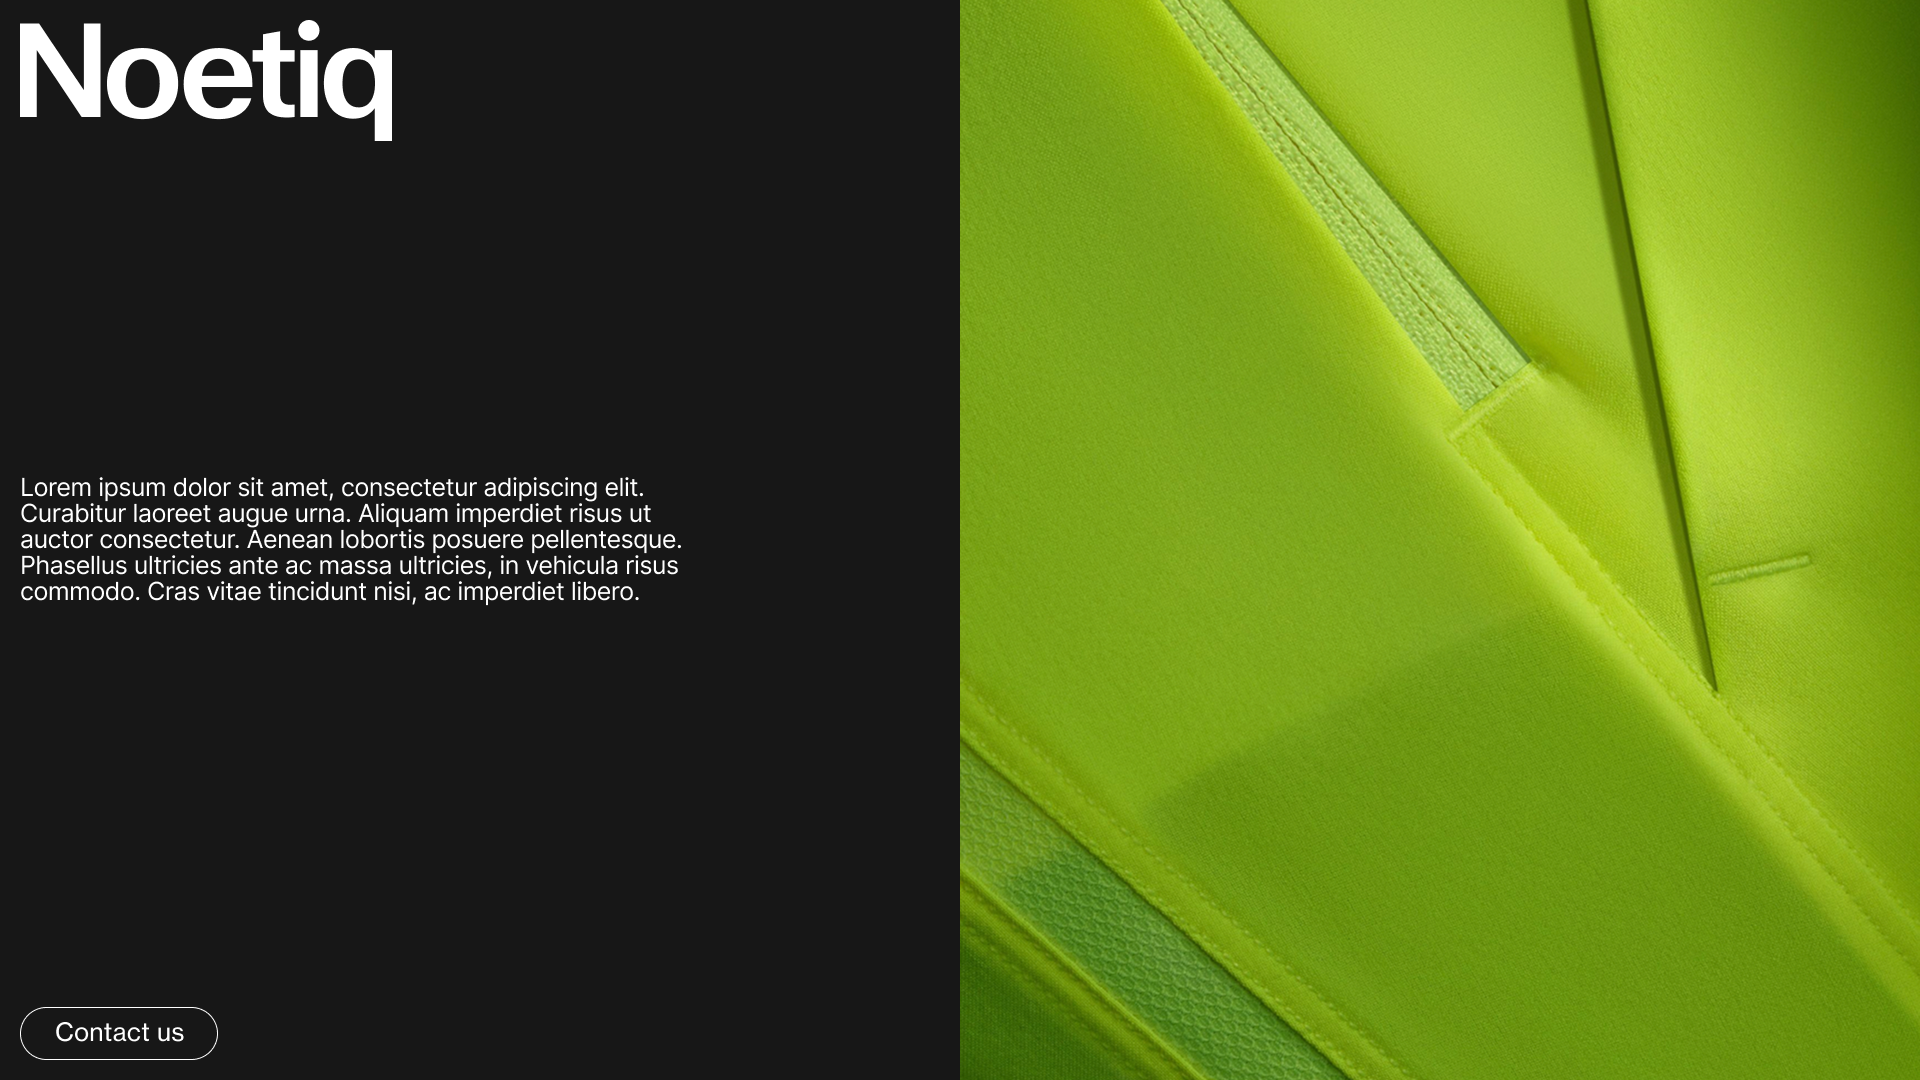 Noetiq
Lorem ipsum dolor sit amet, consectetur adipiscing elit.
Curabitur laoreet augue urna. Aliquam imperdiet risus ut
auctor consectetur. Aenean lobortis posuere pellentesque.
Phasellus ultricies ante ac massa ultricies, in vehicula risus
commodo. Cras vitae tincidunt nisi, ac imperdiet libero.
Contact us